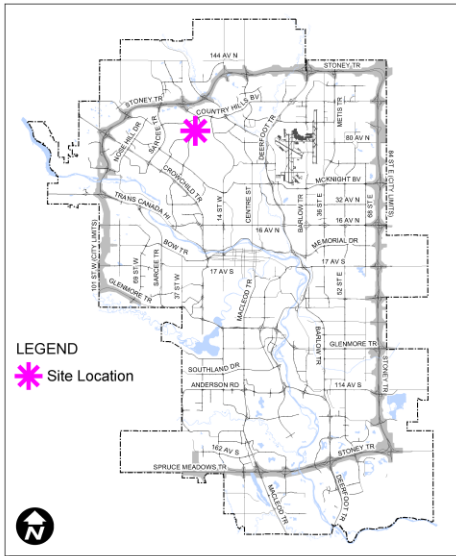 144 AV N
STONEY TR
STONEY TR
COUNTRY HILLS BV
NOSE HILL DR
SARCEE TR
DEERFOOT TR
METIS TR
80 AV N
CROWCHILD TR
MCKNIGHT BV
84 ST E (CITY LIMITS)
TRANS CANADA HI
14 ST W
CENTRE ST
BARLOW TR
36 ST E
32 AV N
68 ST E
16 AV N
16 AV N
101 ST W (CITY LIMITS)
BOW TR
MEMORIAL DR
69 ST W
SARCEE TR
37 ST W
17 AV S
17 AV S
52 ST E
GLENMORE TR
MACLEOD TR
BARLOW TR
GLENMORE TR
LEGEND
Site Location
SOUTHLAND DR
ANDERSON RD
114 AV S
STONEY TR
162 AV S
STONEY TR
SPRUCE MEADOWS TR
MACLEOD TR
DEERFOOT TR
N